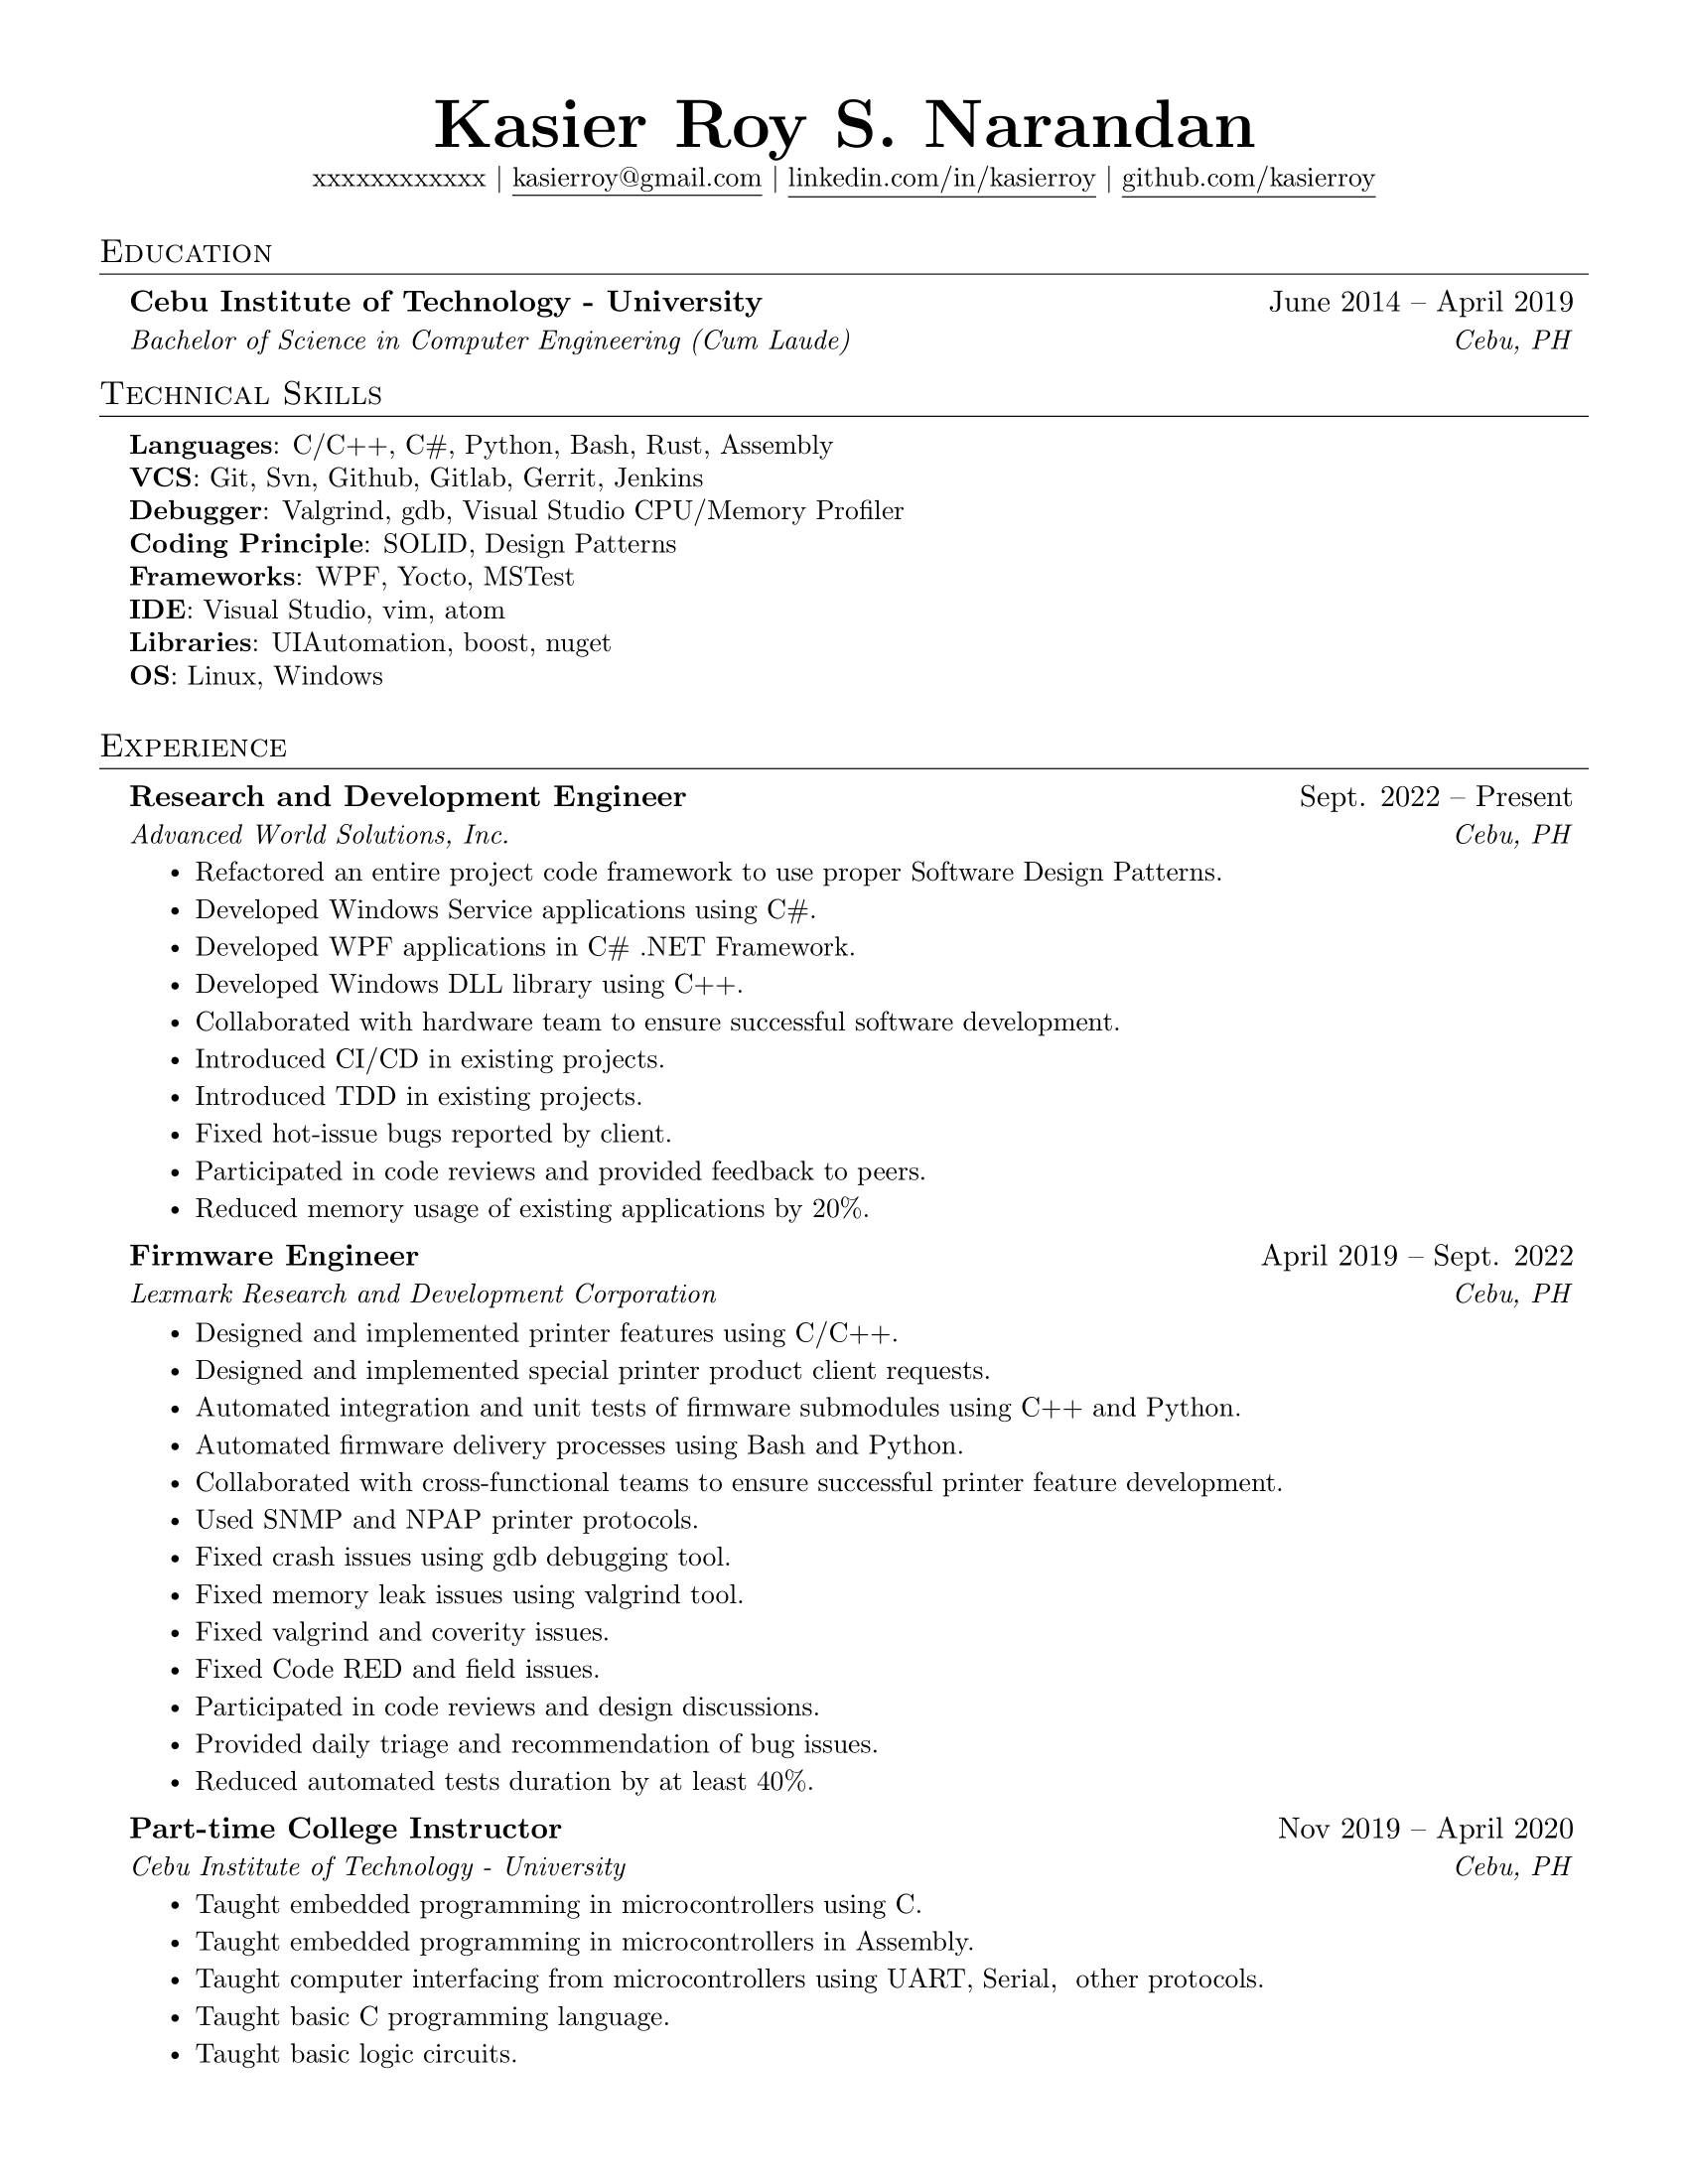 Kasier Roy S. Narandan
xxxxxxxxxxxx | kasierroy@gmail.com | linkedin.com/in/kasierroy | github.com/kasierroy
Education
Cebu Institute of Technology - University June 2014 – April 2019
Bachelor of Science in Computer Engineering (Cum Laude) Cebu, PH
Technical Skills
Languages: C/C++, C#, Python, Bash, Rust, Assembly
VCS: Git, Svn, Github, Gitlab, Gerrit, Jenkins
Debugger: Valgrind, gdb, Visual Studio CPU/Memory Profiler
Coding Principle: SOLID, Design Patterns
Frameworks: WPF, Yocto, MSTest
IDE: Visual Studio, vim, atom
Libraries: UIAutomation, boost, nuget
OS: Linux, Windows
Experience
Research and Development Engineer Sept. 2022 – Present
Advanced World Solutions, Inc. Cebu, PH
• Refactored an entire project code framework to use proper Software Design Patterns.
• Developed Windows Service applications using C#.
• Developed WPF applications in C# .NET Framework.
• Developed Windows DLL library using C++.
• Collaborated with hardware team to ensure successful software development.
• Introduced CI/CD in existing projects.
• Introduced TDD in existing projects.
• Fixed hot-issue bugs reported by client.
• Participated in code reviews and provided feedback to peers.
• Reduced memory usage of existing applications by 20%.
Firmware Engineer April 2019 – Sept. 2022
Lexmark Research and Development Corporation Cebu, PH
• Designed and implemented printer features using C/C++.
• Designed and implemented special printer product client requests.
• Automated integration and unit tests of firmware submodules using C++ and Python.
• Automated firmware delivery processes using Bash and Python.
• Collaborated with cross-functional teams to ensure successful printer feature development.
• Used SNMP and NPAP printer protocols.
• Fixed crash issues using gdb debugging tool.
• Fixed memory leak issues using valgrind tool.
• Fixed valgrind and coverity issues.
• Fixed Code RED and field issues.
• Participated in code reviews and design discussions.
• Provided daily triage and recommendation of bug issues.
• Reduced automated tests duration by at least 40%.
Part-time College Instructor Nov 2019 – April 2020
Cebu Institute of Technology - University Cebu, PH
• Taught embedded programming in microcontrollers using C.
• Taught embedded programming in microcontrollers in Assembly.
• Taught computer interfacing from microcontrollers using UART, Serial, other protocols.
• Taught basic C programming language.
• Taught basic logic circuits.